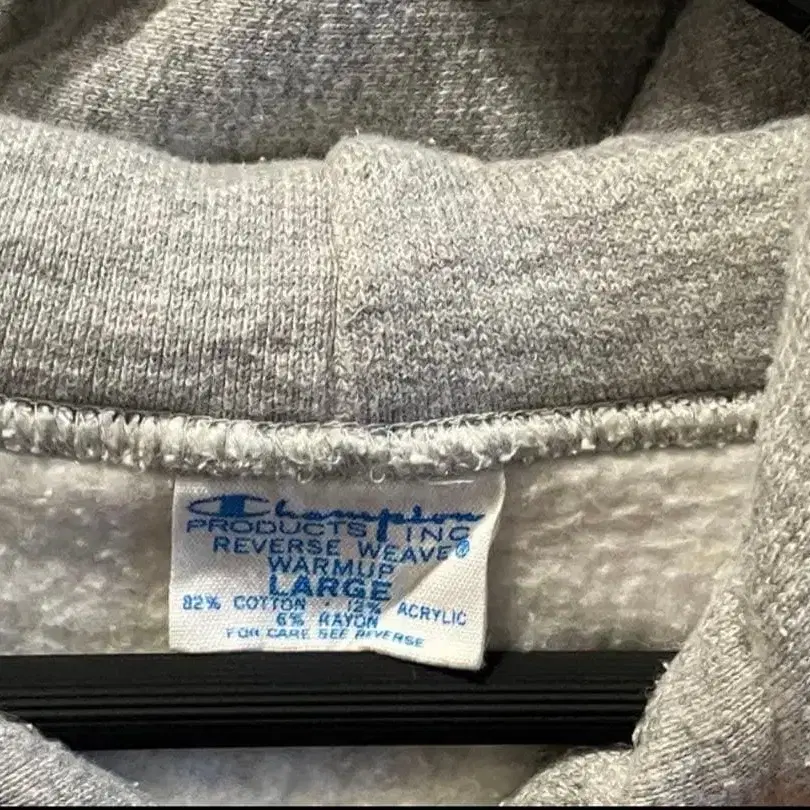 Champion
PRODUCTS INC
REVERSE WEAVE®
WARMUP
LARGE
82% COTTON · 12% ACRYLIC
6% RAYON
FOR CARE SEE REVERSE